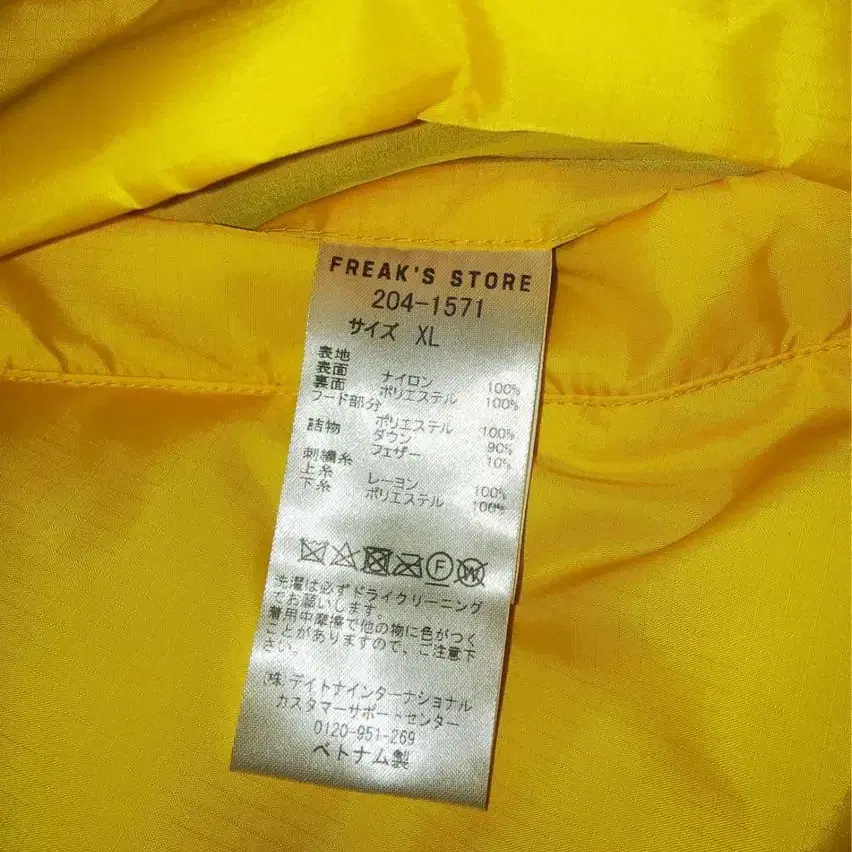 FREAK'S STORE
204-1571
サイズ XL
表地
表面 ナイロン 100%
裏面 ポリエステル 100%
フード部分
ポリエステル 100%
詰物 ダウン 90%
フェザー 10%
刺繍糸
上糸 レーヨン 100%
下糸 ポリエステル 100%
F W
洗濯は必ずドライクリーニング
でお願いします。
着用中摩擦で他の物に色がつく
ことがありますので、ご注意下
さい。
(株)デイトナインターナショナル
カスタマーサポートセンター
0120-951-269
ベトナム製